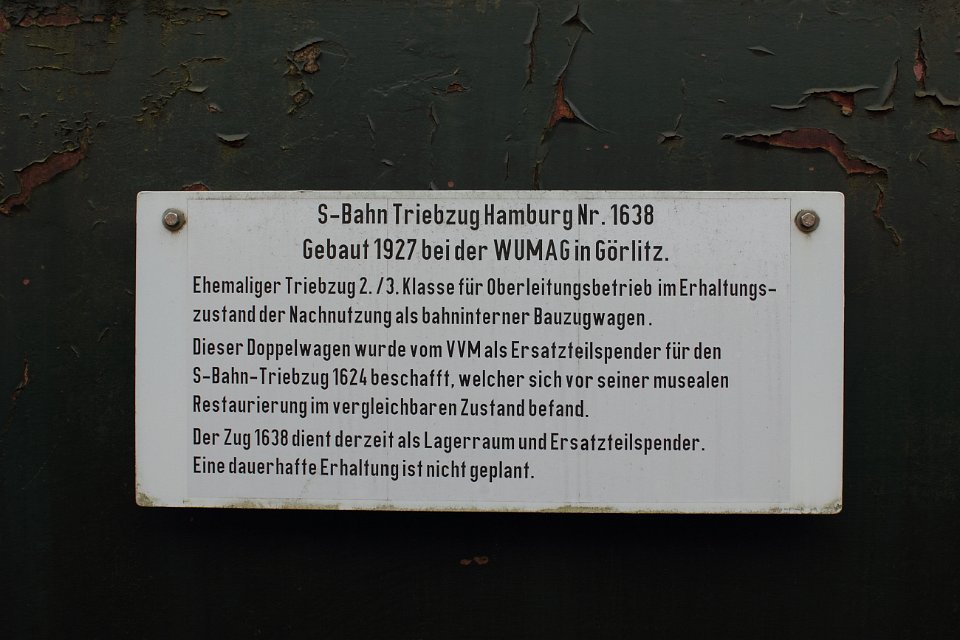 S-Bahn Triebzug Hamburg Nr. 1638
Gebaut 1927 bei der WUMAG in Görlitz.
Ehemaliger Triebzug 2./3. Klasse für Oberleitungsbetrieb im Erhaltungs-
zustand der Nachnutzung als bahninterner Bauzugwagen.
Dieser Doppelwagen wurde vom VVM als Ersatzteilspender für den
S-Bahn-Triebzug 1624 beschafft, welcher sich vor seiner musealen
Restaurierung im vergleichbaren Zustand befand.
Der Zug 1638 dient derzeit als Lagerraum und Ersatzteilspender.
Eine dauerhafte Erhaltung ist nicht geplant.